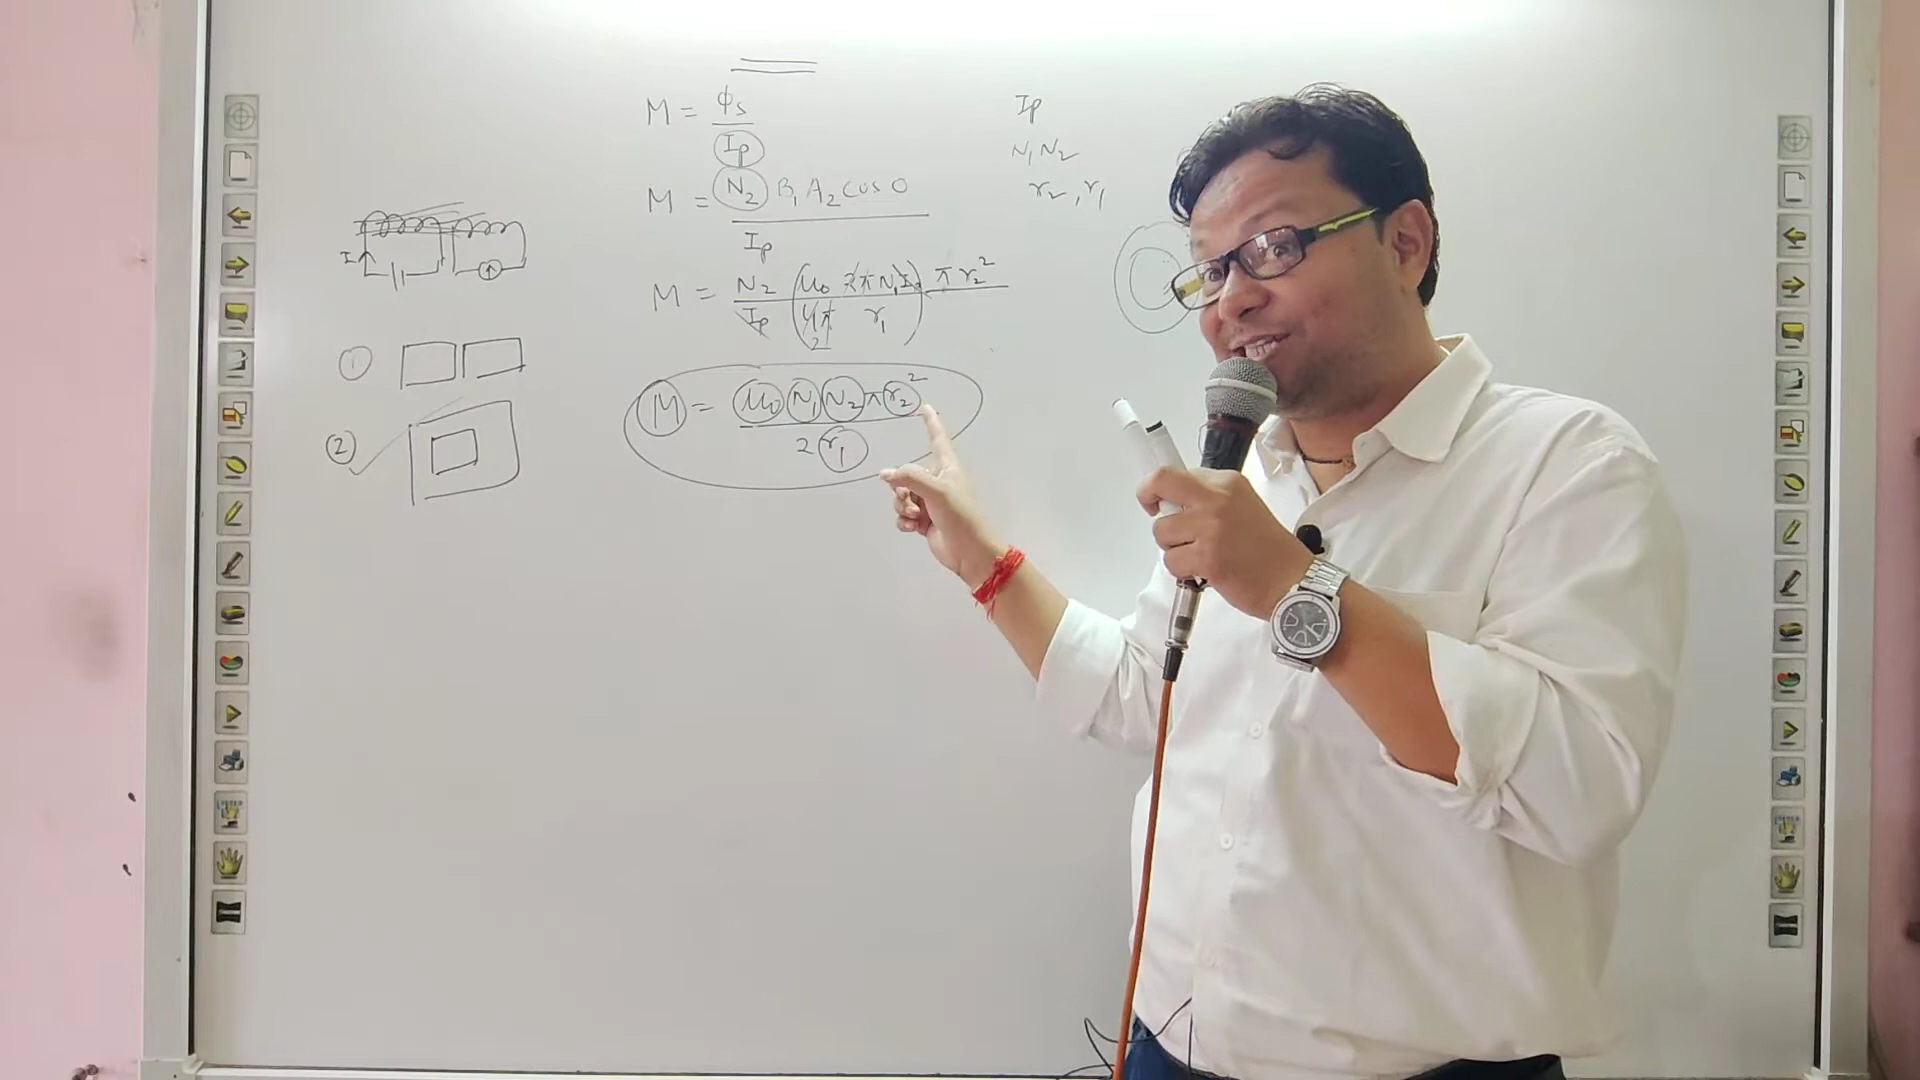 M = ϕs / Ip
M = N2 B1 A2 Cos 0 / Ip
M = N2 / Ip (μ0 2π N1 Ip / 4π r1) π r2²
M = μ0 N1 N2 π r2² / 2 r1
Ip
N1 N2
r2, r1
I
1
2